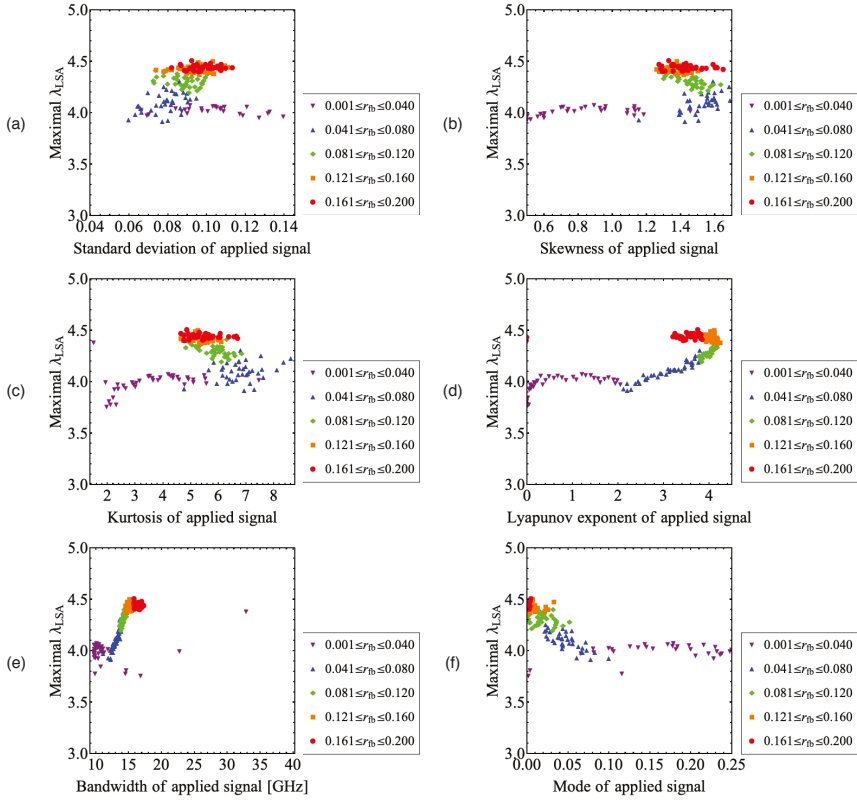 (a)
Maximal λLSA
5.0
4.5
4.0
3.5
3.0
0.04 0.06 0.08 0.10 0.12 0.14
Standard deviation of applied signal
0.001≤rfb≤0.040
0.041≤rfb≤0.080
0.081≤rfb≤0.120
0.121≤rfb≤0.160
0.161≤rfb≤0.200
(b)
Maximal λLSA
5.0
4.5
4.0
3.5
3.0
0.6 0.8 1.0 1.2 1.4 1.6
Skewness of applied signal
0.001≤rfb≤0.040
0.041≤rfb≤0.080
0.081≤rfb≤0.120
0.121≤rfb≤0.160
0.161≤rfb≤0.200
(c)
Maximal λLSA
5.0
4.5
4.0
3.5
3.0
2 3 4 5 6 7 8
Kurtosis of applied signal
0.001≤rfb≤0.040
0.041≤rfb≤0.080
0.081≤rfb≤0.120
0.121≤rfb≤0.160
0.161≤rfb≤0.200
(d)
Maximal λLSA
5.0
4.5
4.0
3.5
3.0
0 1 2 3 4
Lyapunov exponent of applied signal
0.001≤rfb≤0.040
0.041≤rfb≤0.080
0.081≤rfb≤0.120
0.121≤rfb≤0.160
0.161≤rfb≤0.200
(e)
Maximal λLSA
5.0
4.5
4.0
3.5
3.0
10 15 20 25 30 35 40
Bandwidth of applied signal [GHz]
0.001≤rfb≤0.040
0.041≤rfb≤0.080
0.081≤rfb≤0.120
0.121≤rfb≤0.160
0.161≤rfb≤0.200
(f)
Maximal λLSA
5.0
4.5
4.0
3.5
3.0
0.00 0.05 0.10 0.15 0.20 0.25
Mode of applied signal
0.001≤rfb≤0.040
0.041≤rfb≤0.080
0.081≤rfb≤0.120
0.121≤rfb≤0.160
0.161≤rfb≤0.200